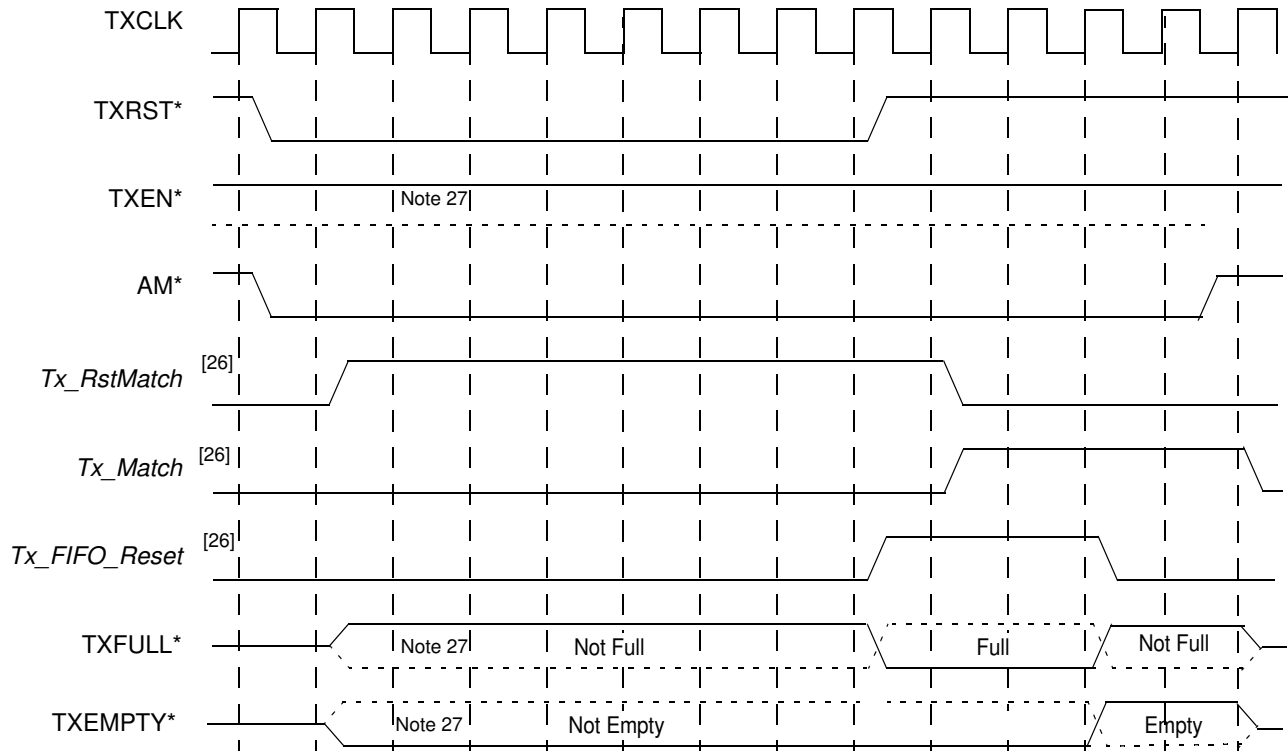 TXCLK
TXRST*
TXEN*
Note 27
AM*
Tx_RstMatch [26]
Tx_Match [26]
Tx_FIFO_Reset [26]
TXFULL* Note 27 Not Full Full Not Full
TXEMPTY* Note 27 Not Empty Empty